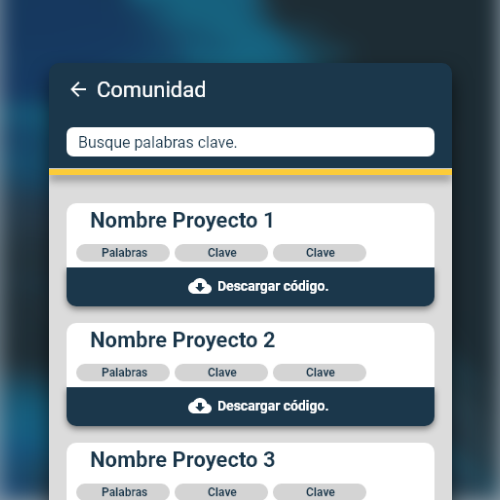 Comunidad
Busque palabras clave.
Nombre Proyecto 1
Palabras Clave Clave
Descargar código.
Nombre Proyecto 2
Palabras Clave Clave
Descargar código.
Nombre Proyecto 3
Palabras Clave Clave